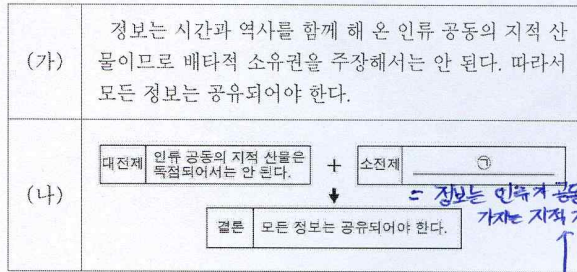 (가)
정보는 시간과 역사를 함께 해 온 인류 공동의 지적 산
물이므로 배타적 소유권을 주장해서는 안 된다. 따라서
모든 정보는 공유되어야 한다.
(나)
대전제 인류 공동의 지적 산물은
독점되어서는 안 된다.
+
소전제 ㉠
= 정보는 인류가 공동
가지는 지적
결론 모든 정보는 공유되어야 한다.